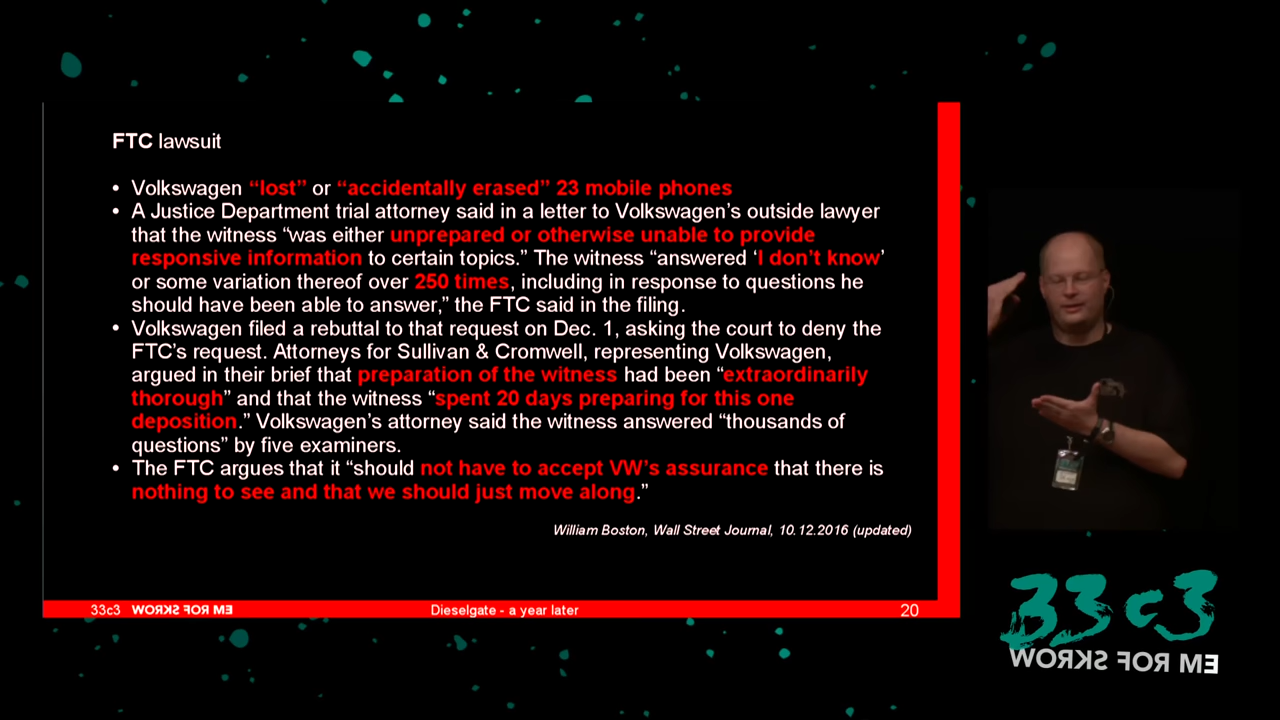 FTC lawsuit
• Volkswagen “lost” or “accidentally erased” 23 mobile phones
• A Justice Department trial attorney said in a letter to Volkswagen’s outside lawyer
that the witness “was either unprepared or otherwise unable to provide
responsive information to certain topics.” The witness “answered ‘I don’t know’
or some variation thereof over 250 times, including in response to questions he
should have been able to answer,” the FTC said in the filing.
• Volkswagen filed a rebuttal to that request on Dec. 1, asking the court to deny the
FTC’s request. Attorneys for Sullivan & Cromwell, representing Volkswagen,
argued in their brief that preparation of the witness had been “extraordinarily
thorough” and that the witness “spent 20 days preparing for this one
deposition.” Volkswagen’s attorney said the witness answered “thousands of
questions” by five examiners.
• The FTC argues that it “should not have to accept VW’s assurance that there is
nothing to see and that we should just move along.”
William Boston, Wall Street Journal, 10.12.2016 (updated)
33c3 WORKS FOR ME Dieselgate - a year later 20
33c3
WORKS FOR ME